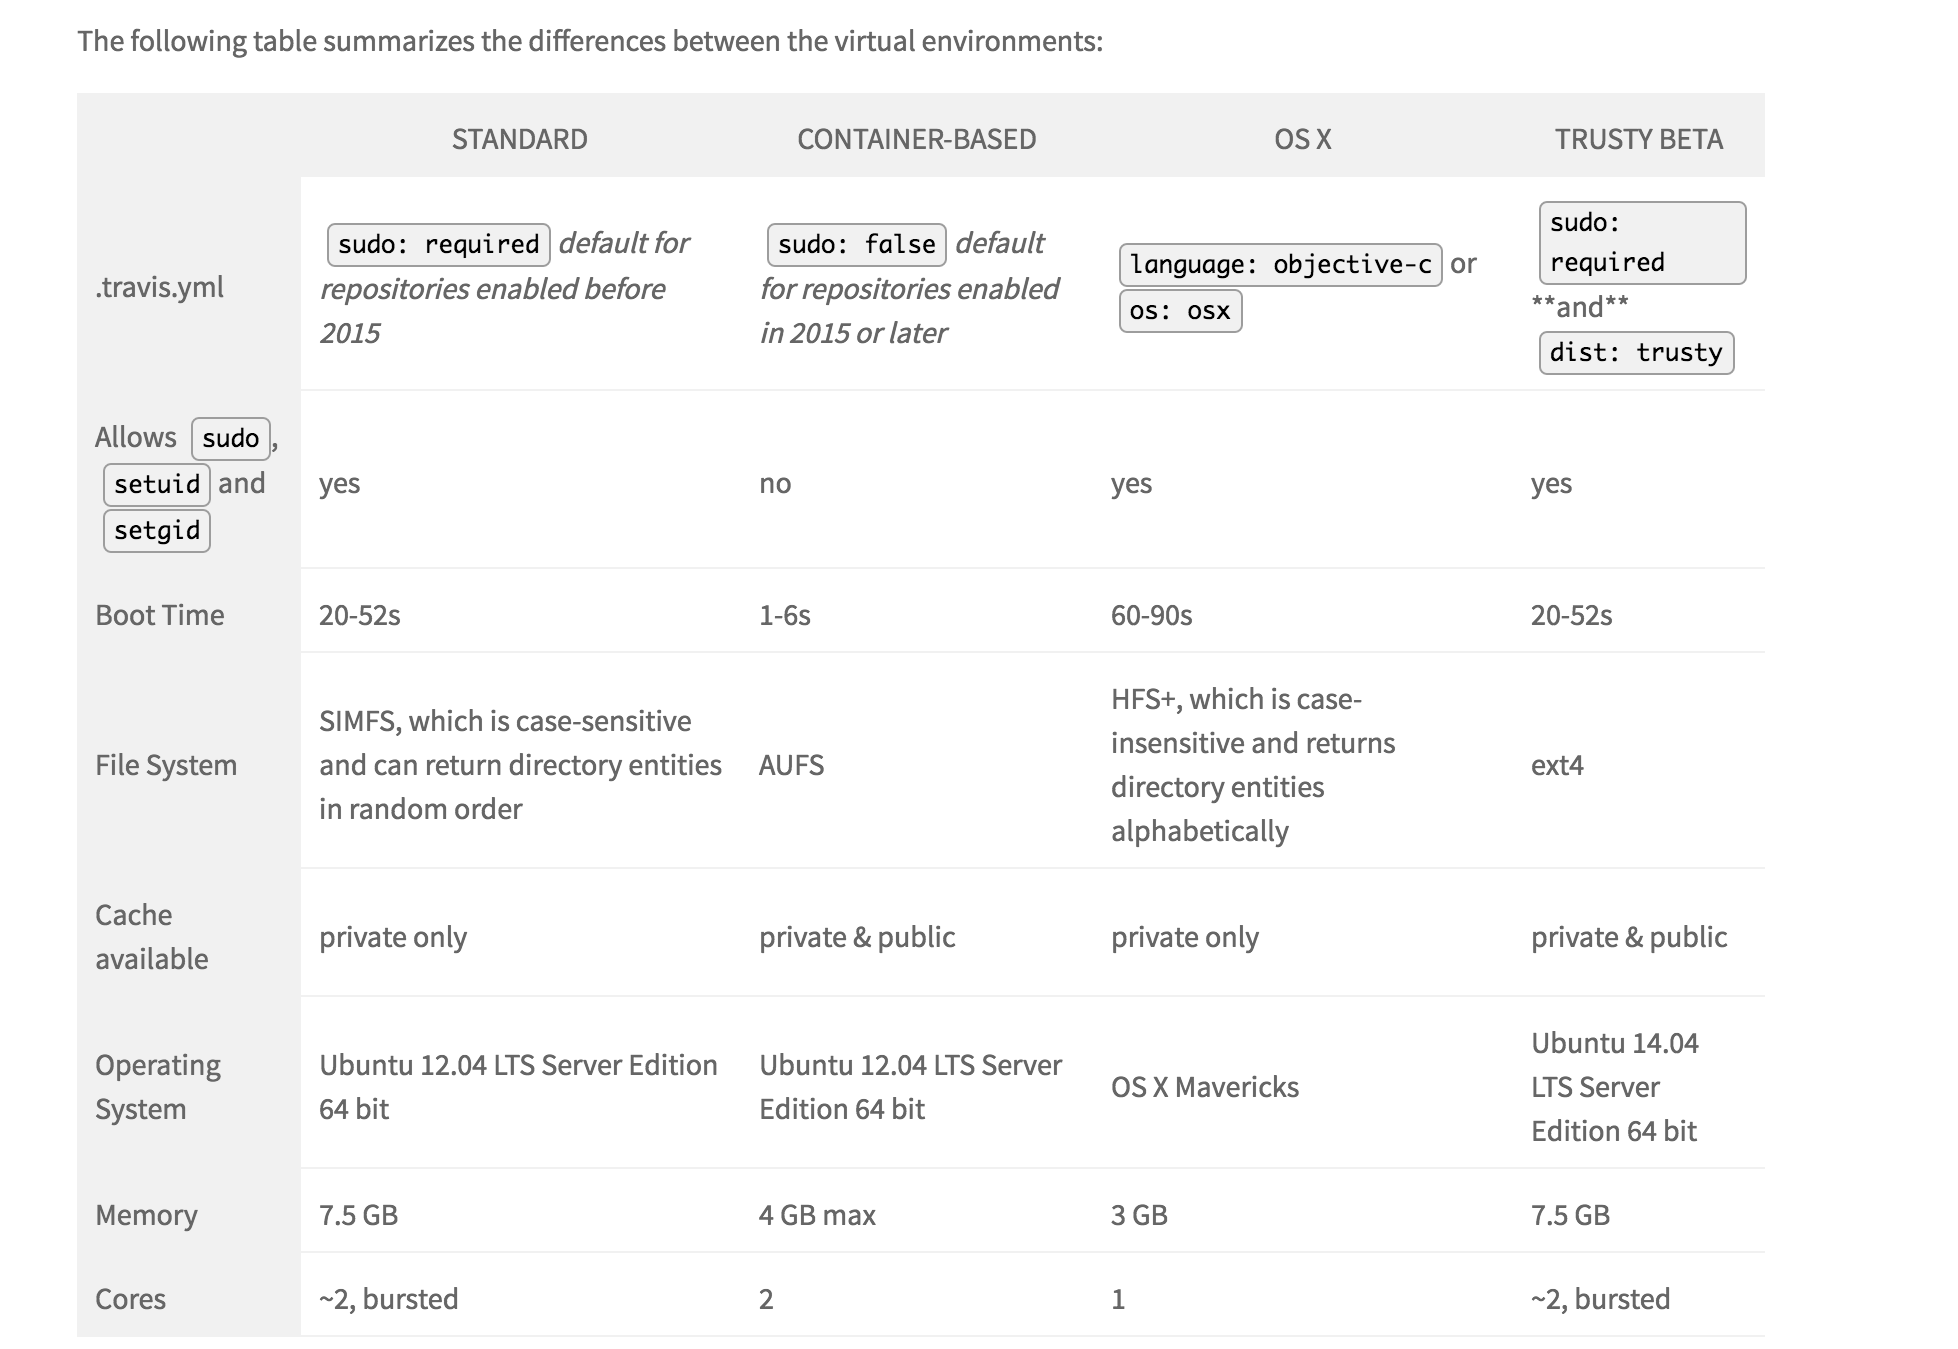 The following table summarizes the differences between the virtual environments:
STANDARD CONTAINER-BASED OS X TRUSTY BETA
.travis.yml
sudo: required default for
repositories enabled before
2015
sudo: false default
for repositories enabled
in 2015 or later
language: objective-c or
os: osx
sudo:
required
**and**
dist: trusty
Allows sudo,
setuid and
setgid
yes
no
yes
yes
Boot Time
20-52s
1-6s
60-90s
20-52s
File System
SIMFS, which is case-sensitive
and can return directory entities
in random order
AUFS
HFS+, which is case-
insensitive and returns
directory entities
alphabetically
ext4
Cache
available
private only
private & public
private only
private & public
Operating
System
Ubuntu 12.04 LTS Server Edition
64 bit
Ubuntu 12.04 LTS Server
Edition 64 bit
OS X Mavericks
Ubuntu 14.04
LTS Server
Edition 64 bit
Memory
7.5 GB
4 GB max
3 GB
7.5 GB
Cores
~2, bursted
2
1
~2, bursted